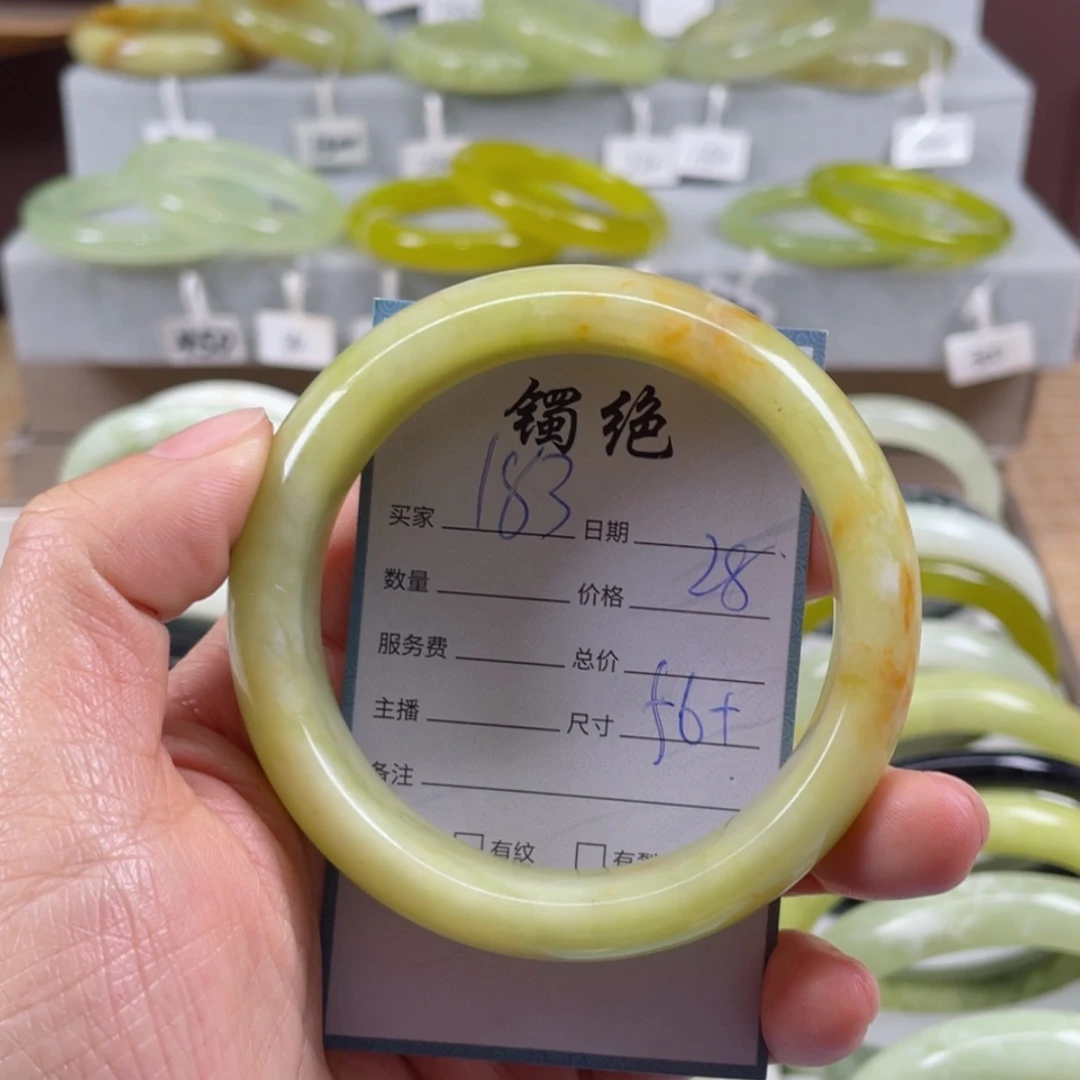 镯绝
买家 183 日期
数量 价格 28
服务费 总价
主播 尺寸 56+
备注
有纹 有裂